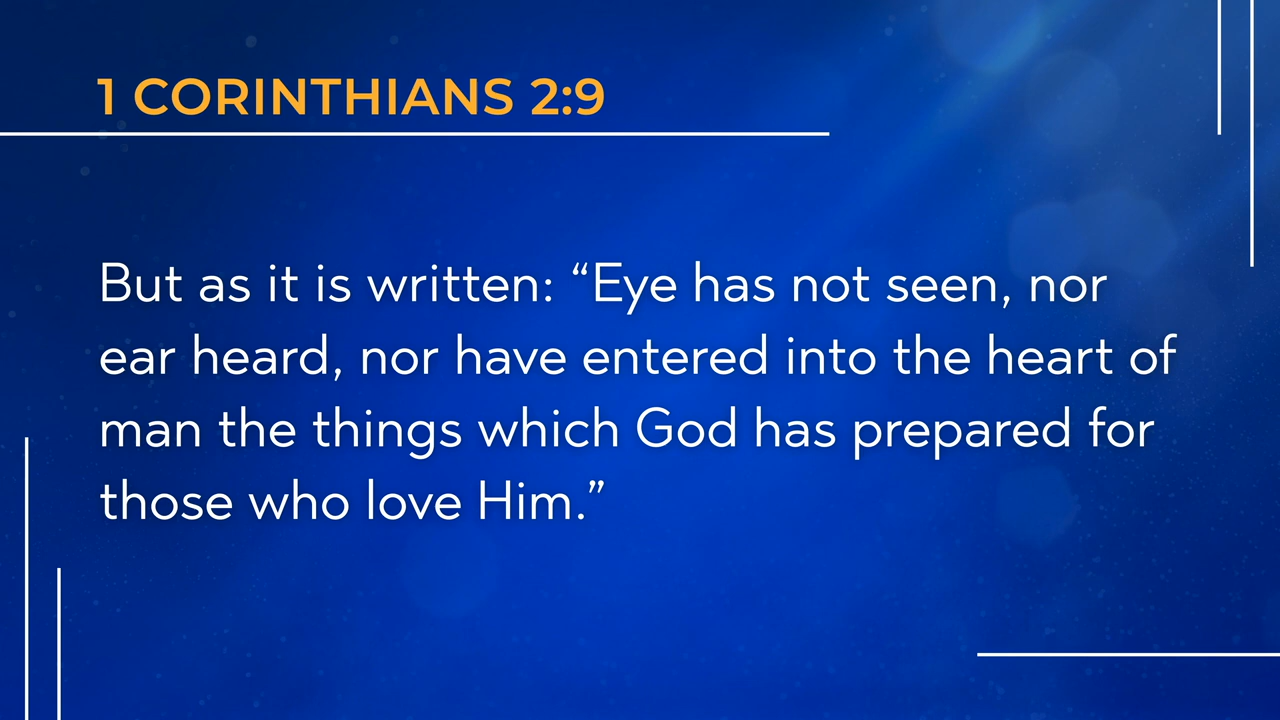 1 CORINTHIANS 2:9
But as it is written: “Eye has not seen, nor
ear heard, nor have entered into the heart of
man the things which God has prepared for
those who love Him.”